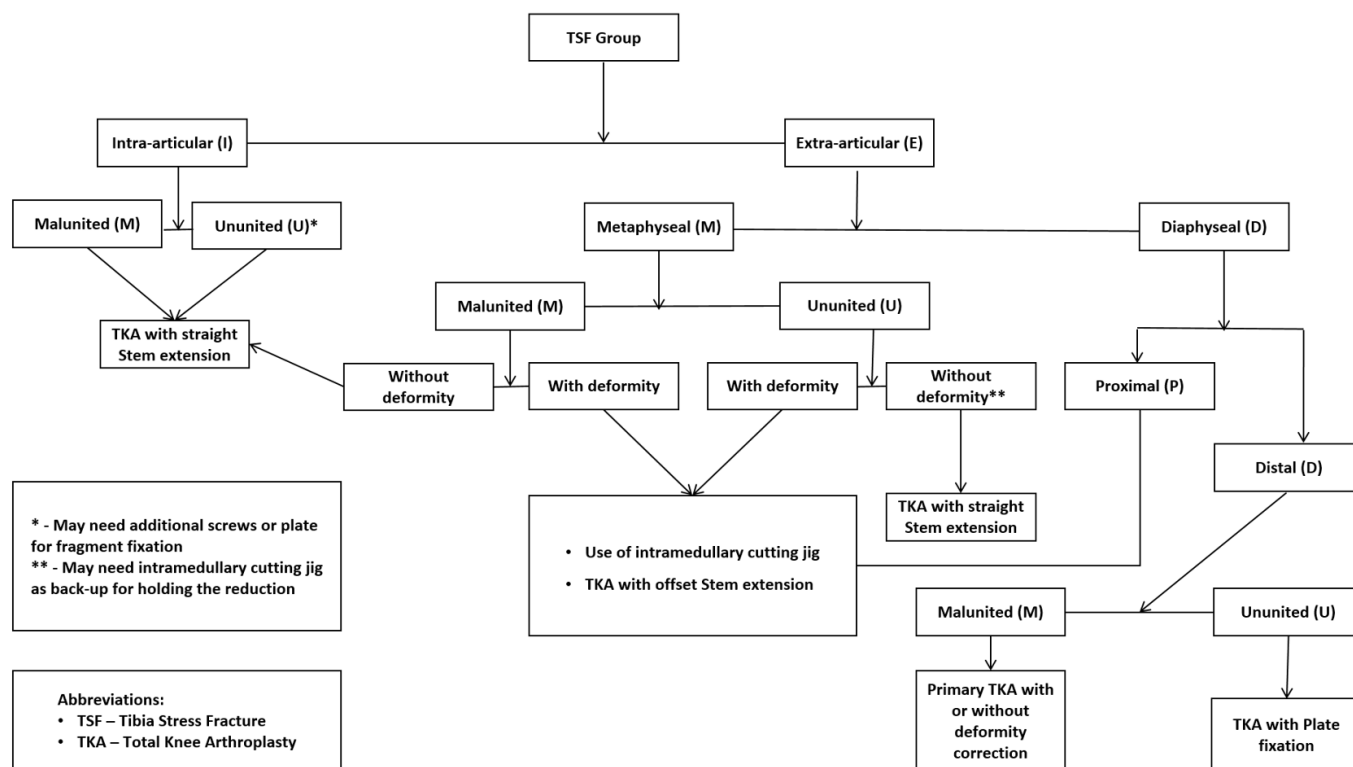 TSF Group
Intra-articular (I)
Extra-articular (E)
Malunited (M)
Ununited (U)*
Metaphyseal (M)
Diaphyseal (D)
Malunited (M)
Ununited (U)
TKA with straight
Stem extension
Without
deformity
With deformity
With deformity
Without
deformity**
Proximal (P)
Distal (D)
TKA with straight
Stem extension
* - May need additional screws or plate
for fragment fixation
** - May need intramedullary cutting jig
as back-up for holding the reduction
• Use of intramedullary cutting jig
• TKA with offset Stem extension
Malunited (M)
Ununited (U)
Abbreviations:
• TSF – Tibia Stress Fracture
• TKA – Total Knee Arthroplasty
Primary TKA with
or without
deformity
correction
TKA with Plate
fixation